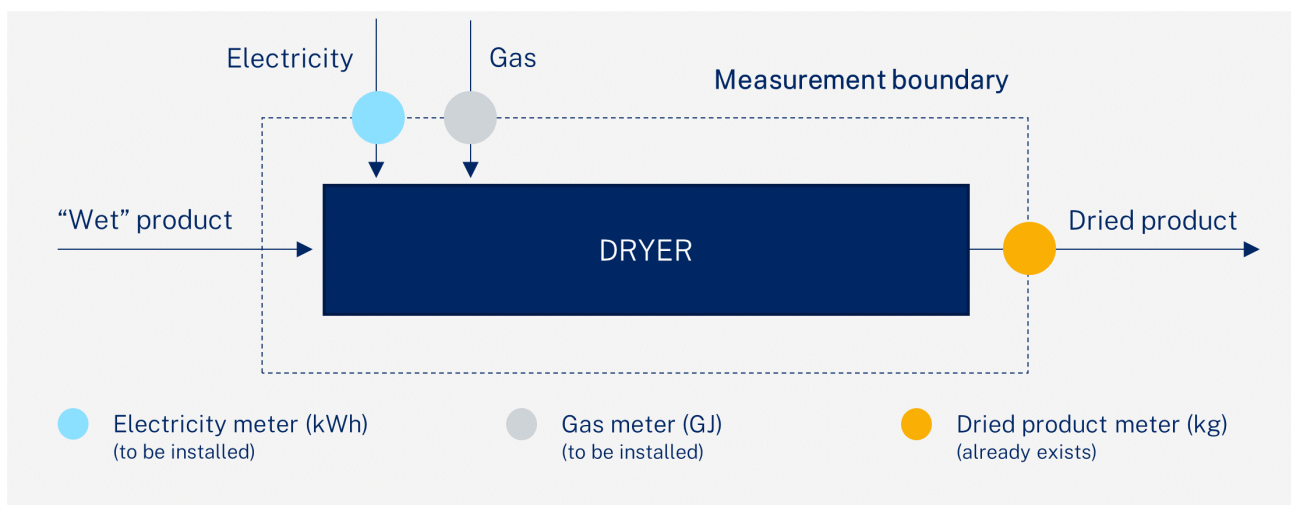 Electricity
Gas
Measurement boundary
“Wet” product
DRYER
Dried product
Electricity meter (kWh)
(to be installed)
Gas meter (GJ)
(to be installed)
Dried product meter (kg)
(already exists)